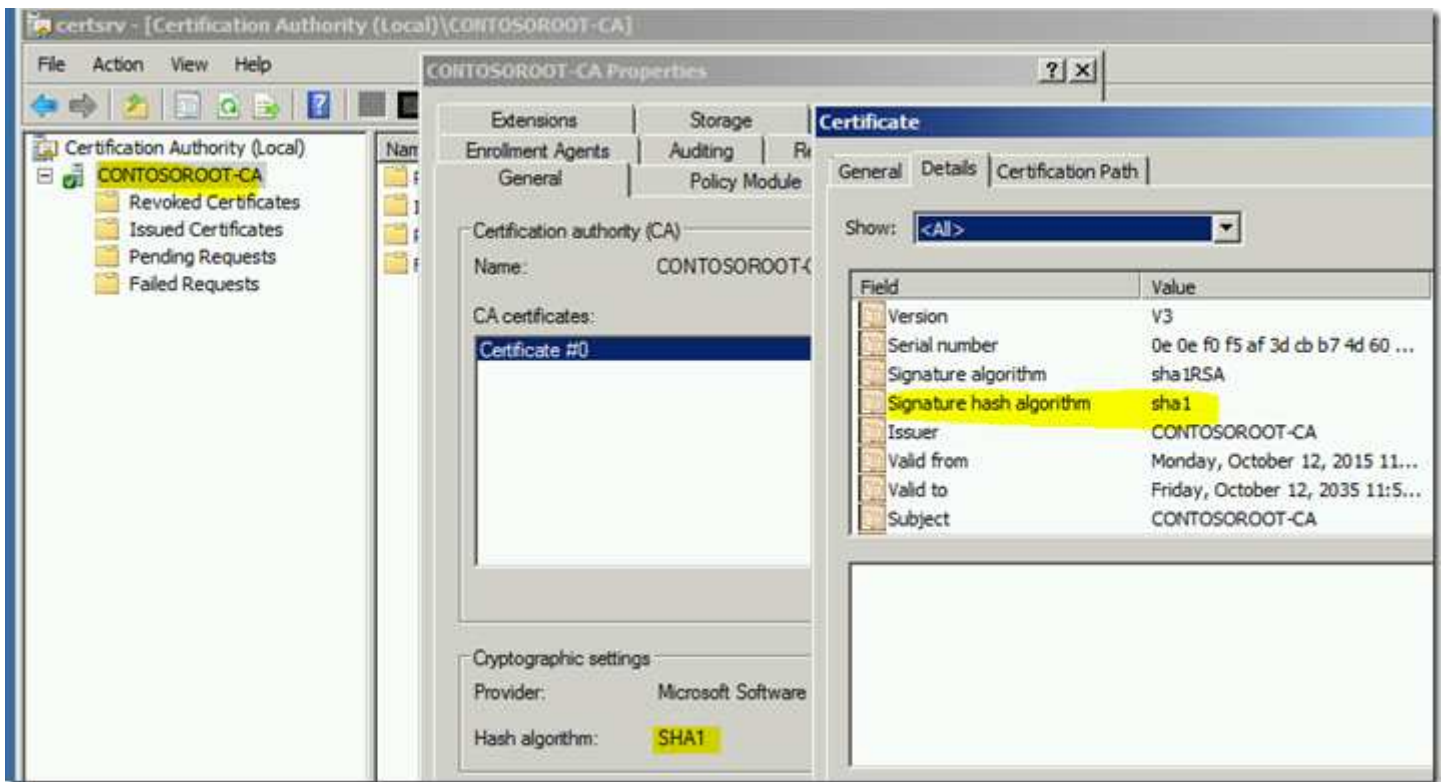 certsrv - [Certification Authority (Local)\CONTOSOROOT-CA]
File Action View Help
Certification Authority (Local)
CONTOSOROOT-CA
Revoked Certificates
Issued Certificates
Pending Requests
Failed Requests
CONTOSOROOT-CA Properties
Extensions Storage
Enrollment Agents Auditing
General Policy Module
Certification authority (CA)
Name: CONTOSOROOT-
CA certificates:
Certificate #0
Cryptographic settings
Provider: Microsoft Software
Hash algorithm: SHA1
Certificate
General Details Certification Path
Show: <All>
Field Value
Version V3
Serial number 0e 0e f0 f5 af 3d cb b7 4d 60 ...
Signature algorithm sha1RSA
Signature hash algorithm sha1
Issuer CONTOSOROOT-CA
Valid from Monday, October 12, 2015 11...
Valid to Friday, October 12, 2035 11:5...
Subject CONTOSOROOT-CA